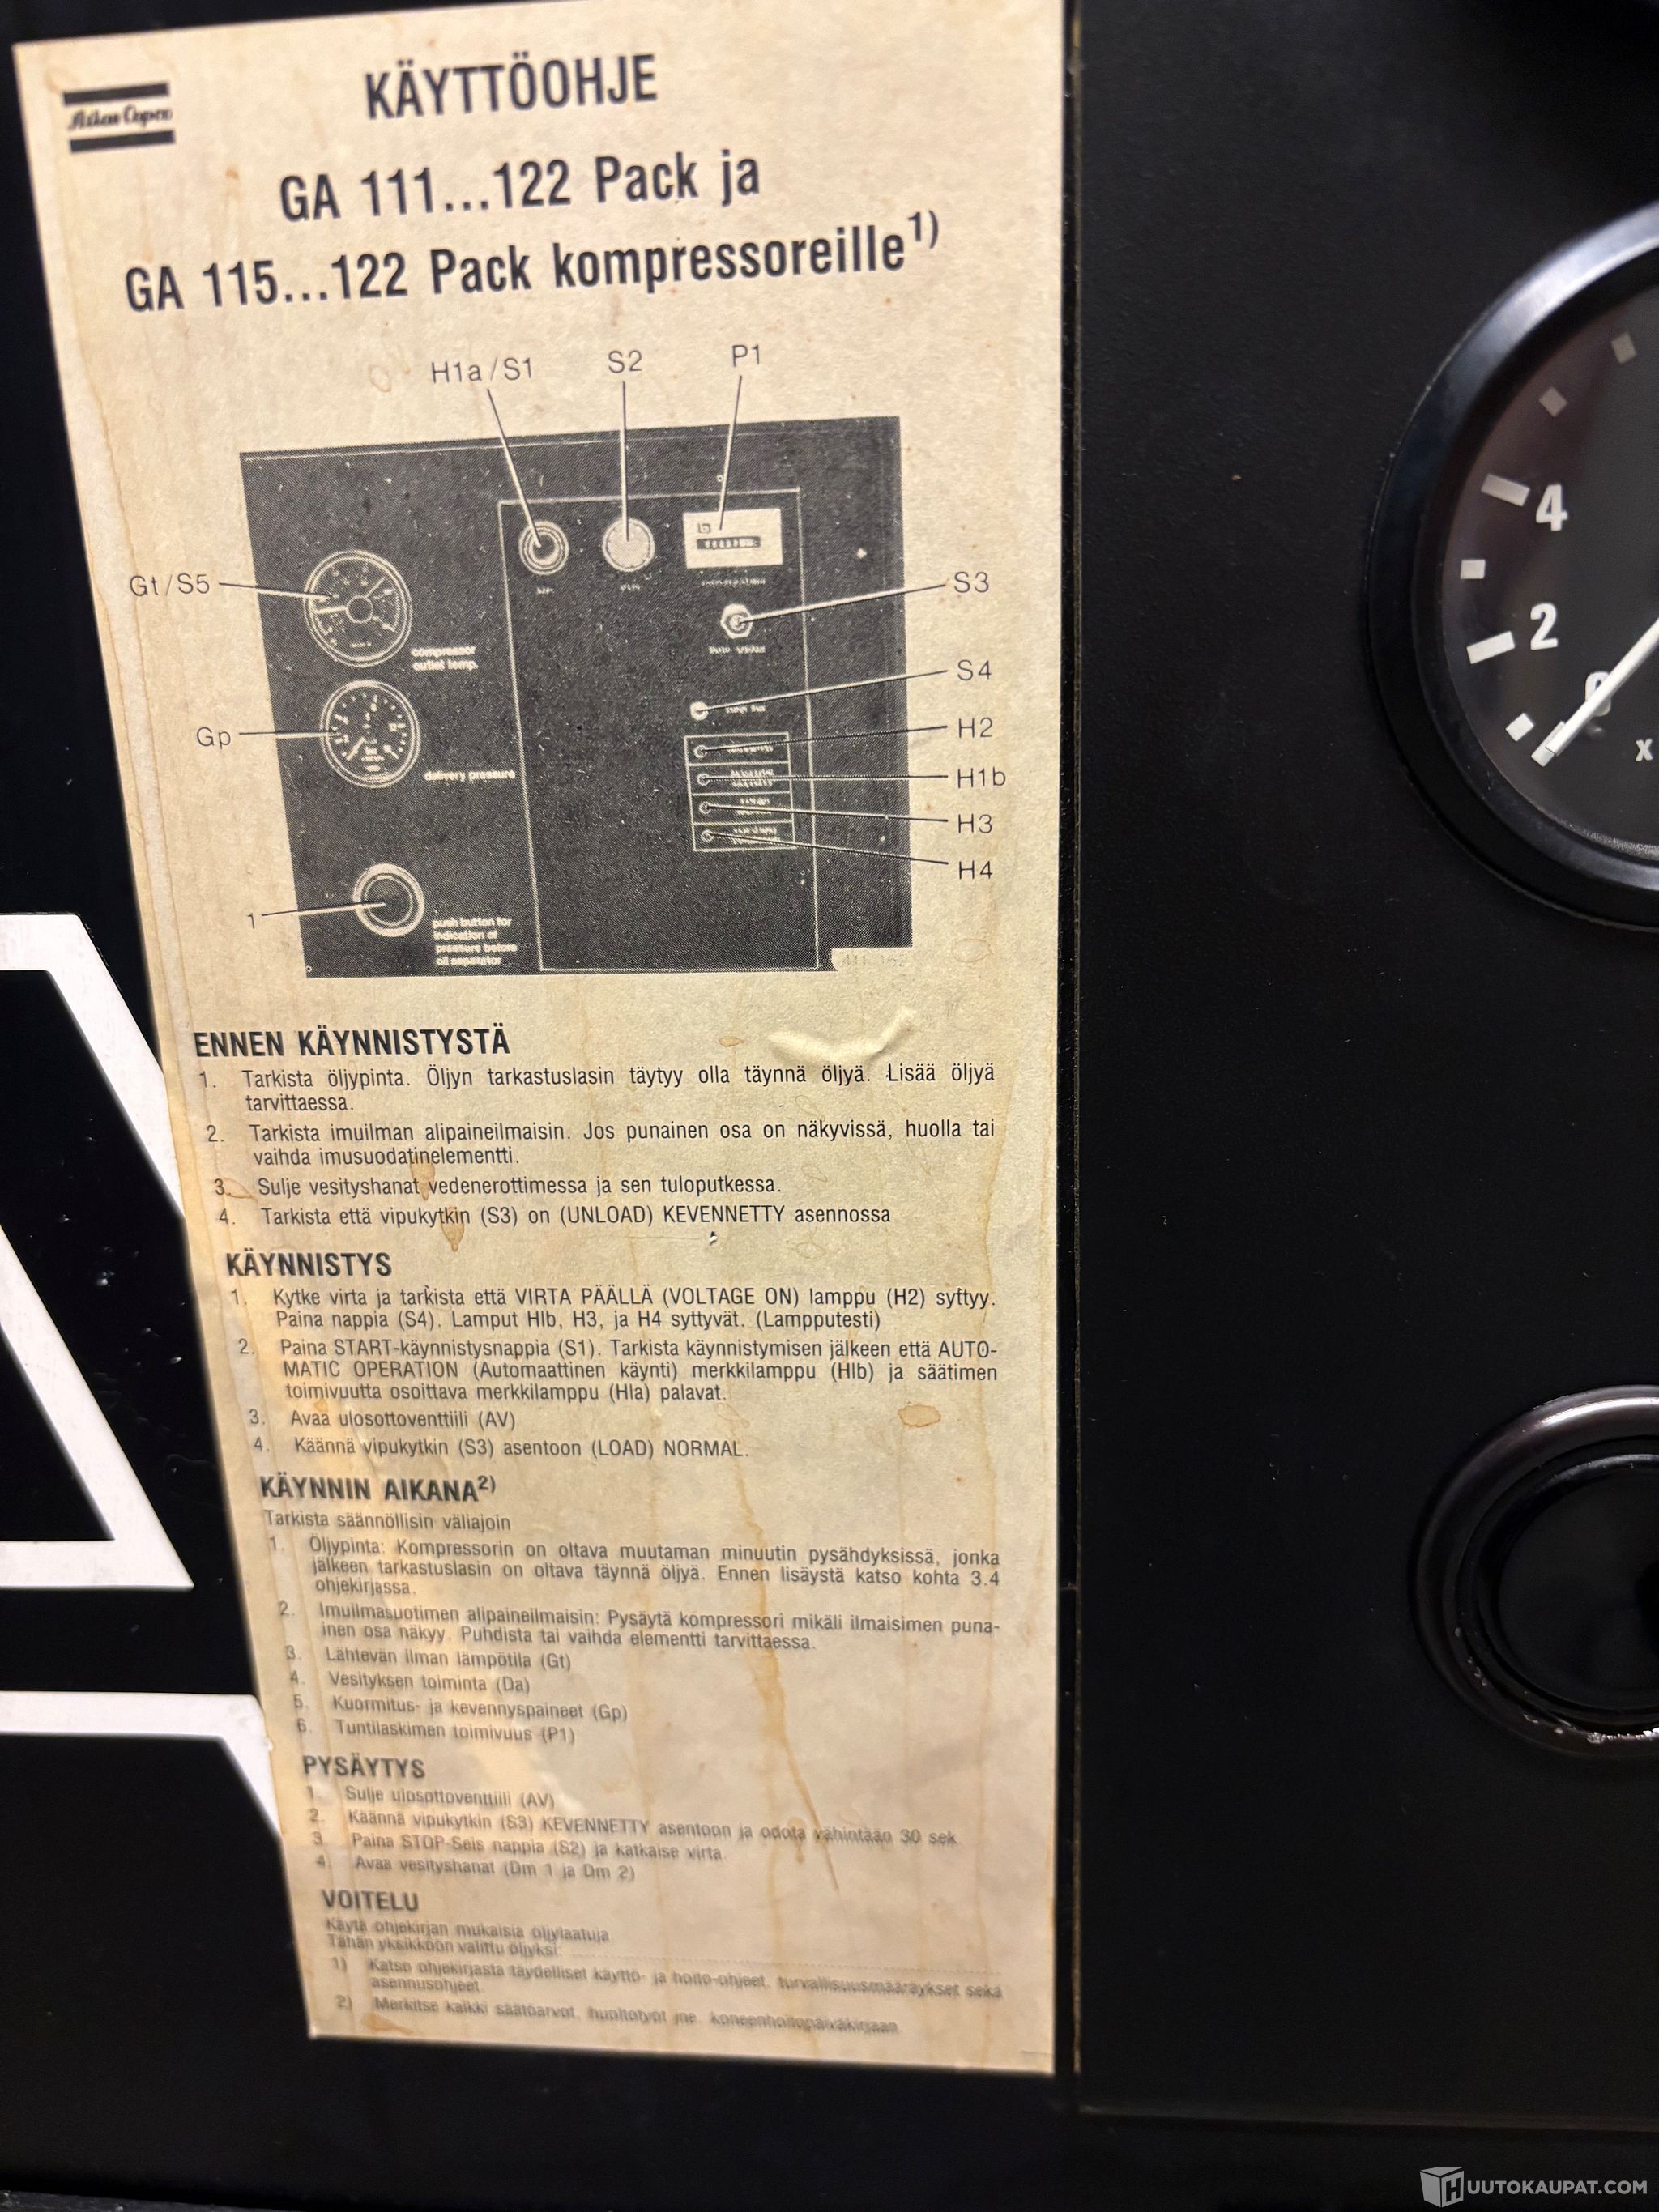 Atlas Copco
KÄYTTÖOHJE
GA 111...122 Pack ja
GA 115...122 Pack kompressoreille¹⁾
H1a/S1
S2
P1
Gt/S5
S3
compressor
outlet temp.
S4
Gp
H2
delivery pressure
H1b
H3
H4
1
push button for
indication of
pressure before
oil separator
ENNEN KÄYNNISTYSTÄ
1. Tarkista öljypinta. Öljyn tarkastuslasin täytyy olla täynnä öljyä. Lisää öljyä
tarvittaessa.
2. Tarkista imuilman alipaineilmaisin. Jos punainen osa on näkyvissä, huolla tai
vaihda imusuodatinelementti.
3. Sulje vesityshanat vedenerottimessa ja sen tuloputkessa.
4. Tarkista että vipukytkin (S3) on (UNLOAD) KEVENNETTY asennossa
KÄYNNISTYS
1. Kytke virta ja tarkista että VIRTA PÄÄLLÄ (VOLTAGE ON) lamppu (H2) syttyy.
Paina nappia (S4). Lamput Hlb, H3, ja H4 syttyvät. (Lampputesti)
2. Paina START-käynnistysnappia (S1). Tarkista käynnistymisen jälkeen että AUTO-
MATIC OPERATION (Automaattinen käynti) merkkilamppu (Hlb) ja säätimen
toimivuutta osoittava merkkilamppu (Hla) palavat.
3. Avaa ulosottoventtiili (AV)
4. Käännä vipukytkin (S3) asentoon (LOAD) NORMAL.
KÄYNNIN AIKANA²⁾
Tarkista säännöllisin väliajoin
1. Öljypinta: Kompressorin on oltava muutaman minuutin pysähdyksissä, jonka
jälkeen tarkastuslasin on oltava täynnä öljyä. Ennen lisäystä katso kohta 3.4
ohjekirjassa.
2. Imuilmasuotimen alipaineilmaisin: Pysäytä kompressori mikäli ilmaisimen puna-
inen osa näkyy. Puhdista tai vaihda elementti tarvittaessa.
3. Lähtevän ilman lämpötila (Gt)
4. Vesityksen toiminta (Da)
5. Kuormitus- ja kevennyspaineet (Gp)
6. Tuntilaskimen toimivuus (P1)
PYSÄYTYS
1. Sulje ulosottoventtiili (AV)
2. Käännä vipukytkin (S3) KEVENNETTY asentoon ja odota vähintään 30 sek.
3. Paina STOP-Seis nappia (S2) ja katkaise virta.
4. Avaa vesityshanat (Dm 1 ja Dm 2)
VOITELU
Käytä ohjekirjan mukaisia öljylaatuja
Tähän yksikköön valittu öljyksi:
1) Katso ohjekirjasta täydelliset käyttö- ja hoito-ohjeet, turvallisuusmääräykset sekä
asennusohjeet.
2) Merkitse kaikki säätöarvot, huoltotyöt jne. koneenhoitopäiväkirjaan.
4
2
0
x
HUUTOKAUPAT.COM